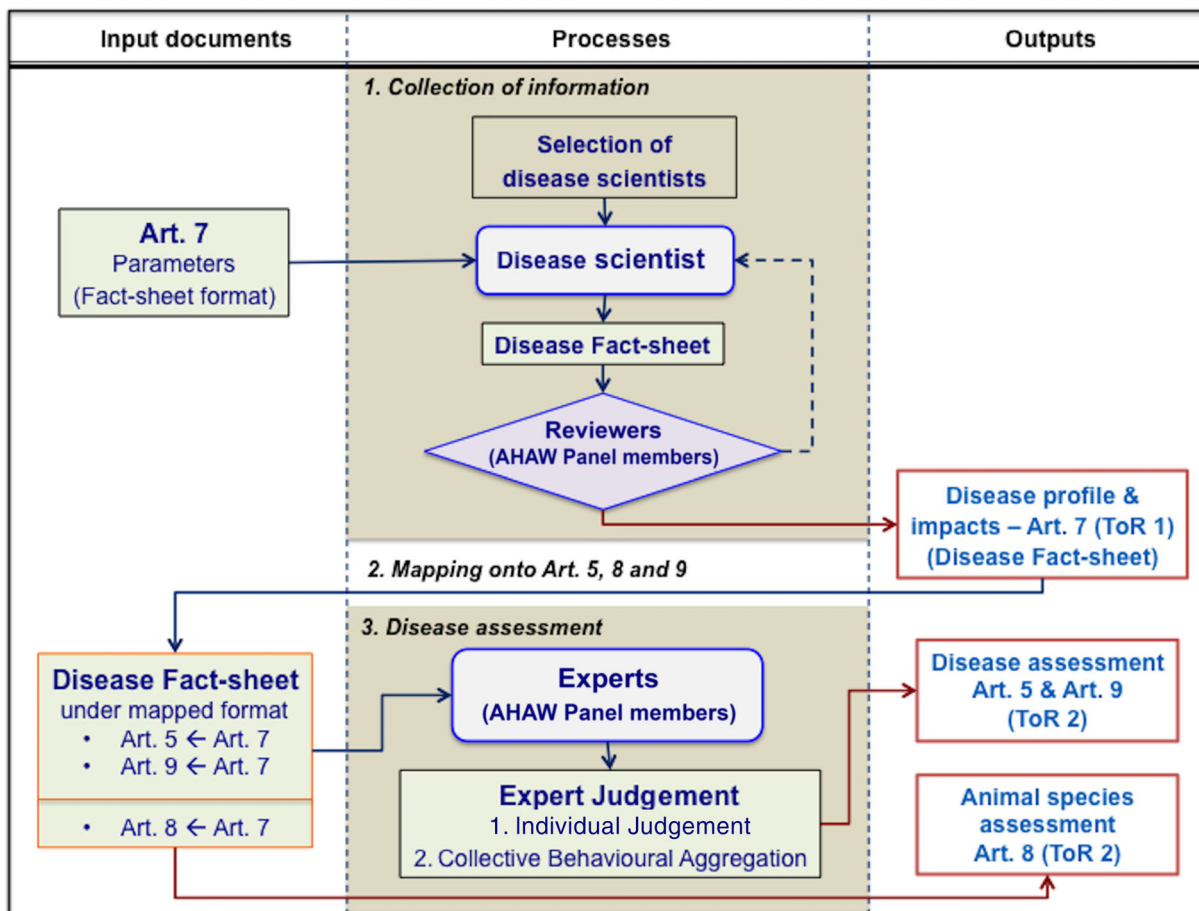 Input documents
Processes
Outputs
1. Collection of information
Selection of
disease scientists
Art. 7
Parameters
(Fact-sheet format)
Disease scientist
Disease Fact-sheet
Reviewers
(AHAW Panel members)
Disease profile &
impacts – Art. 7 (ToR 1)
(Disease Fact-sheet)
2. Mapping onto Art. 5, 8 and 9
3. Disease assessment
Disease Fact-sheet
under mapped format
• Art. 5 ← Art. 7
• Art. 9 ← Art. 7
• Art. 8 ← Art. 7
Experts
(AHAW Panel members)
Expert Judgement
1. Individual Judgement
2. Collective Behavioural Aggregation
Disease assessment
Art. 5 & Art. 9
(ToR 2)
Animal species
assessment
Art. 8 (ToR 2)